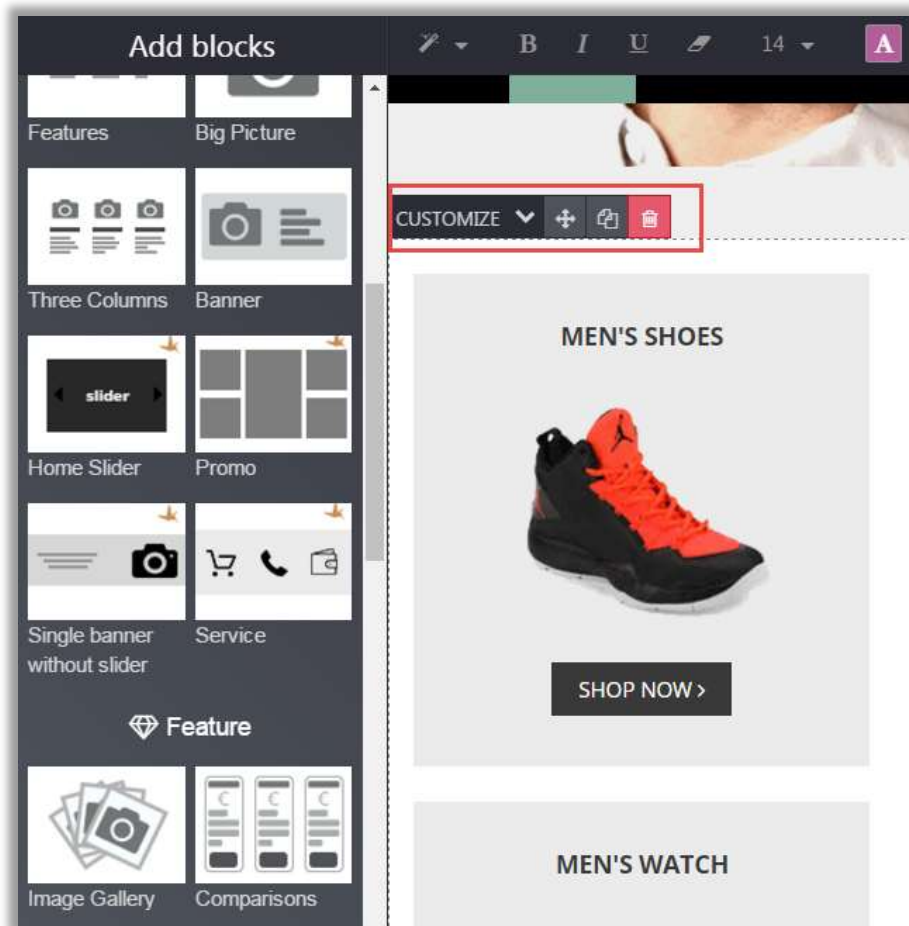 Add blocks
B I U 14 A
Features Big Picture
CUSTOMIZE
Three Columns Banner
slider
Home Slider Promo
Single banner
without slider
Service
Feature
€ € €
Image Gallery Comparisons
MEN'S SHOES
SHOP NOW >
MEN'S WATCH